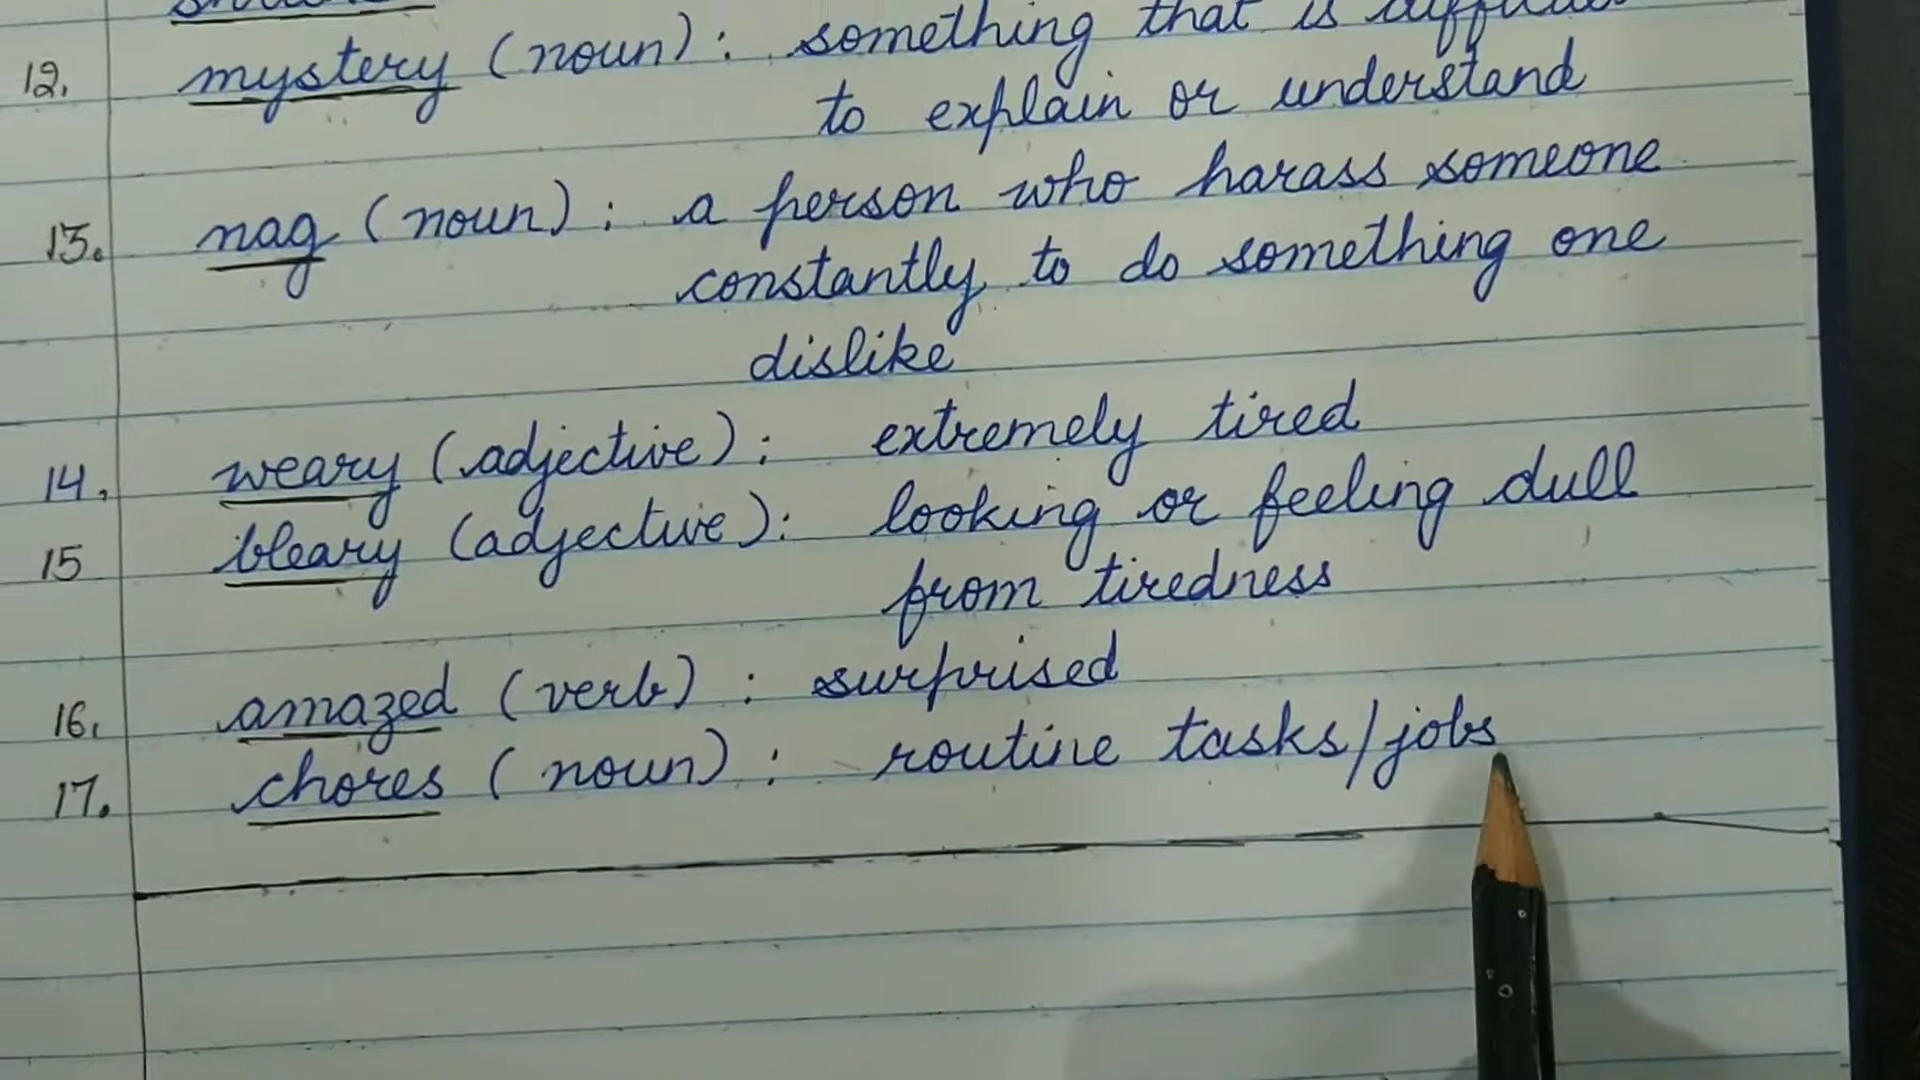 12. mystery (noun): something that is
to explain or understand
13. nag (noun): a person who harass someone
constantly to do something one
dislike
14. weary (adjective): extremely tired
15 bleary (adjective): looking or feeling dull
from tiredness
16. amazed (verb): surprised
17. chores (noun): routine tasks/jobs